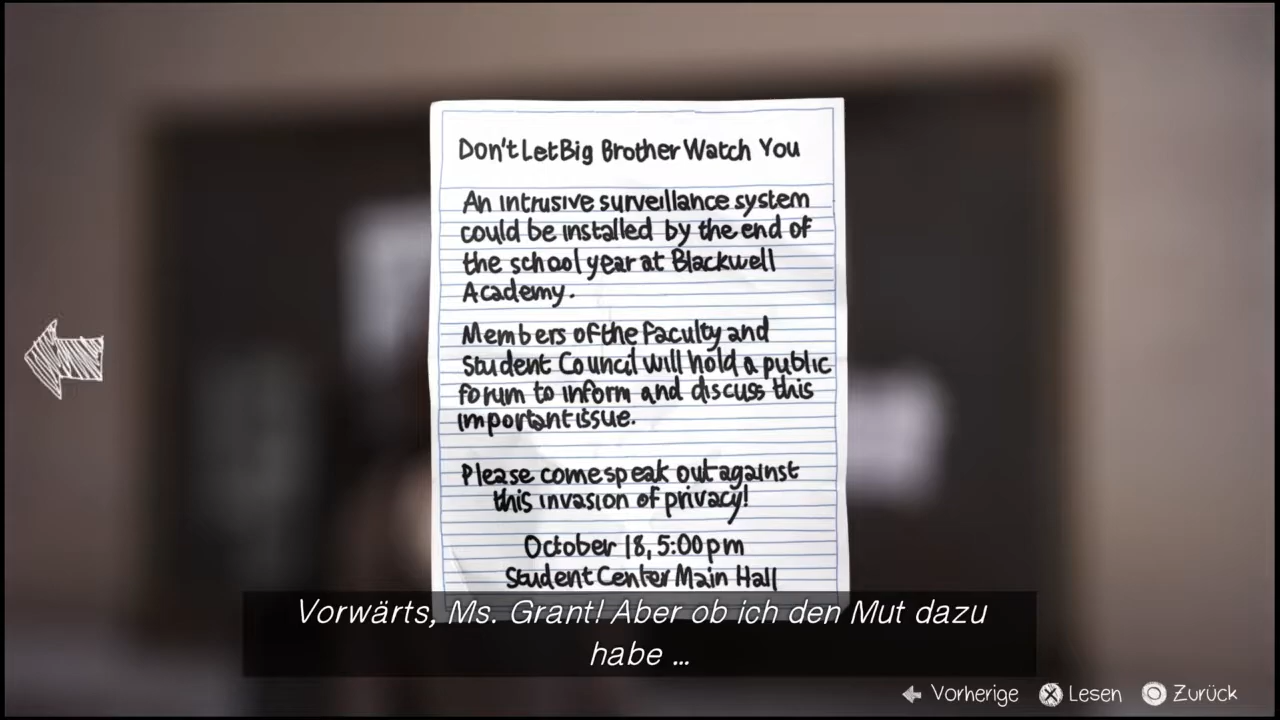 Don't Let Big Brother Watch You
An intrusive surveillance system
could be installed by the end of
the school year at Blackwell
Academy.
Members of the faculty and
Student Council will hold a public
forum to inform and discuss this
important issue.
Please come speak out against
this invasion of privacy!
October 18, 5:00pm
Student Center Main Hall
Vorwärts, Ms. Grant! Aber ob ich den Mut dazu
habe ...
Vorherige Lesen Zurück